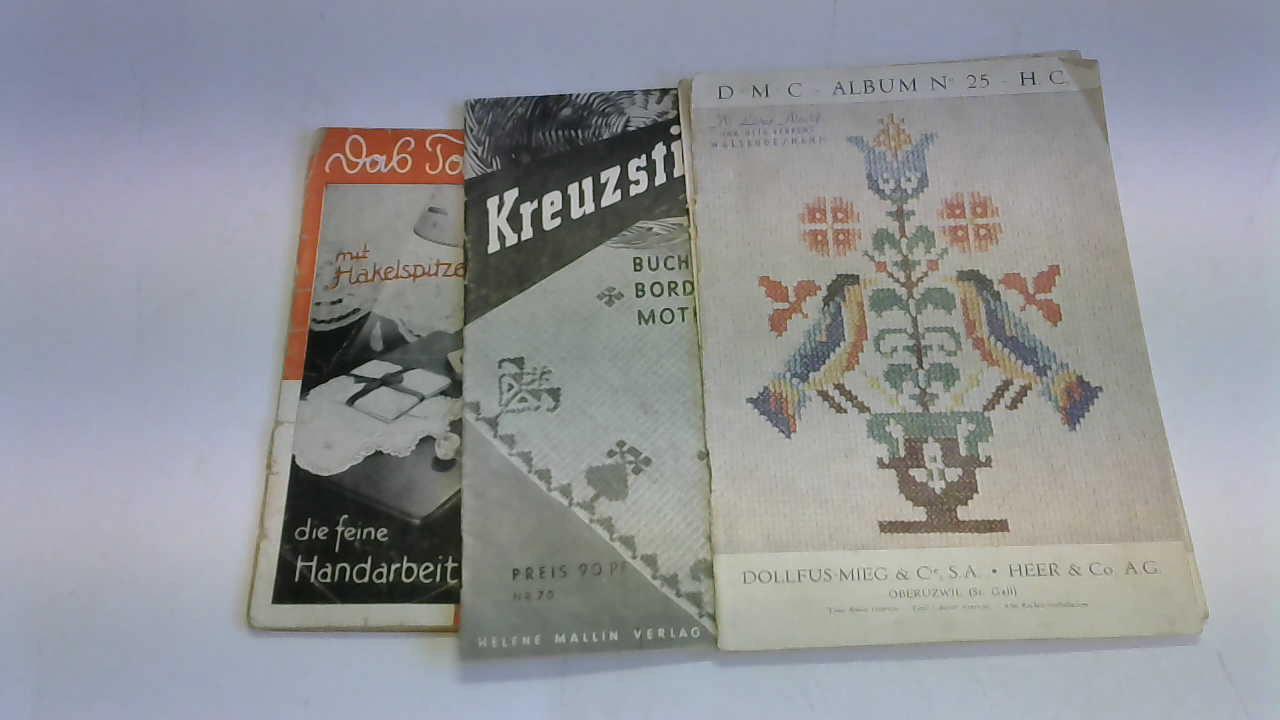 Das
mit
Häkelspitze
die feine
Handarbeit
Kreuzsti
BUCH
BORD
MOT
PREIS 90 PF
NR. 70
HELENE MALLIN VERLAG
D·M·C - ALBUM Nº 25 - H. C.
DOLLFUS-MIEG & Cie, S.A. • HEER & Co. A.G.
OBERUZWIL (St. Gall)